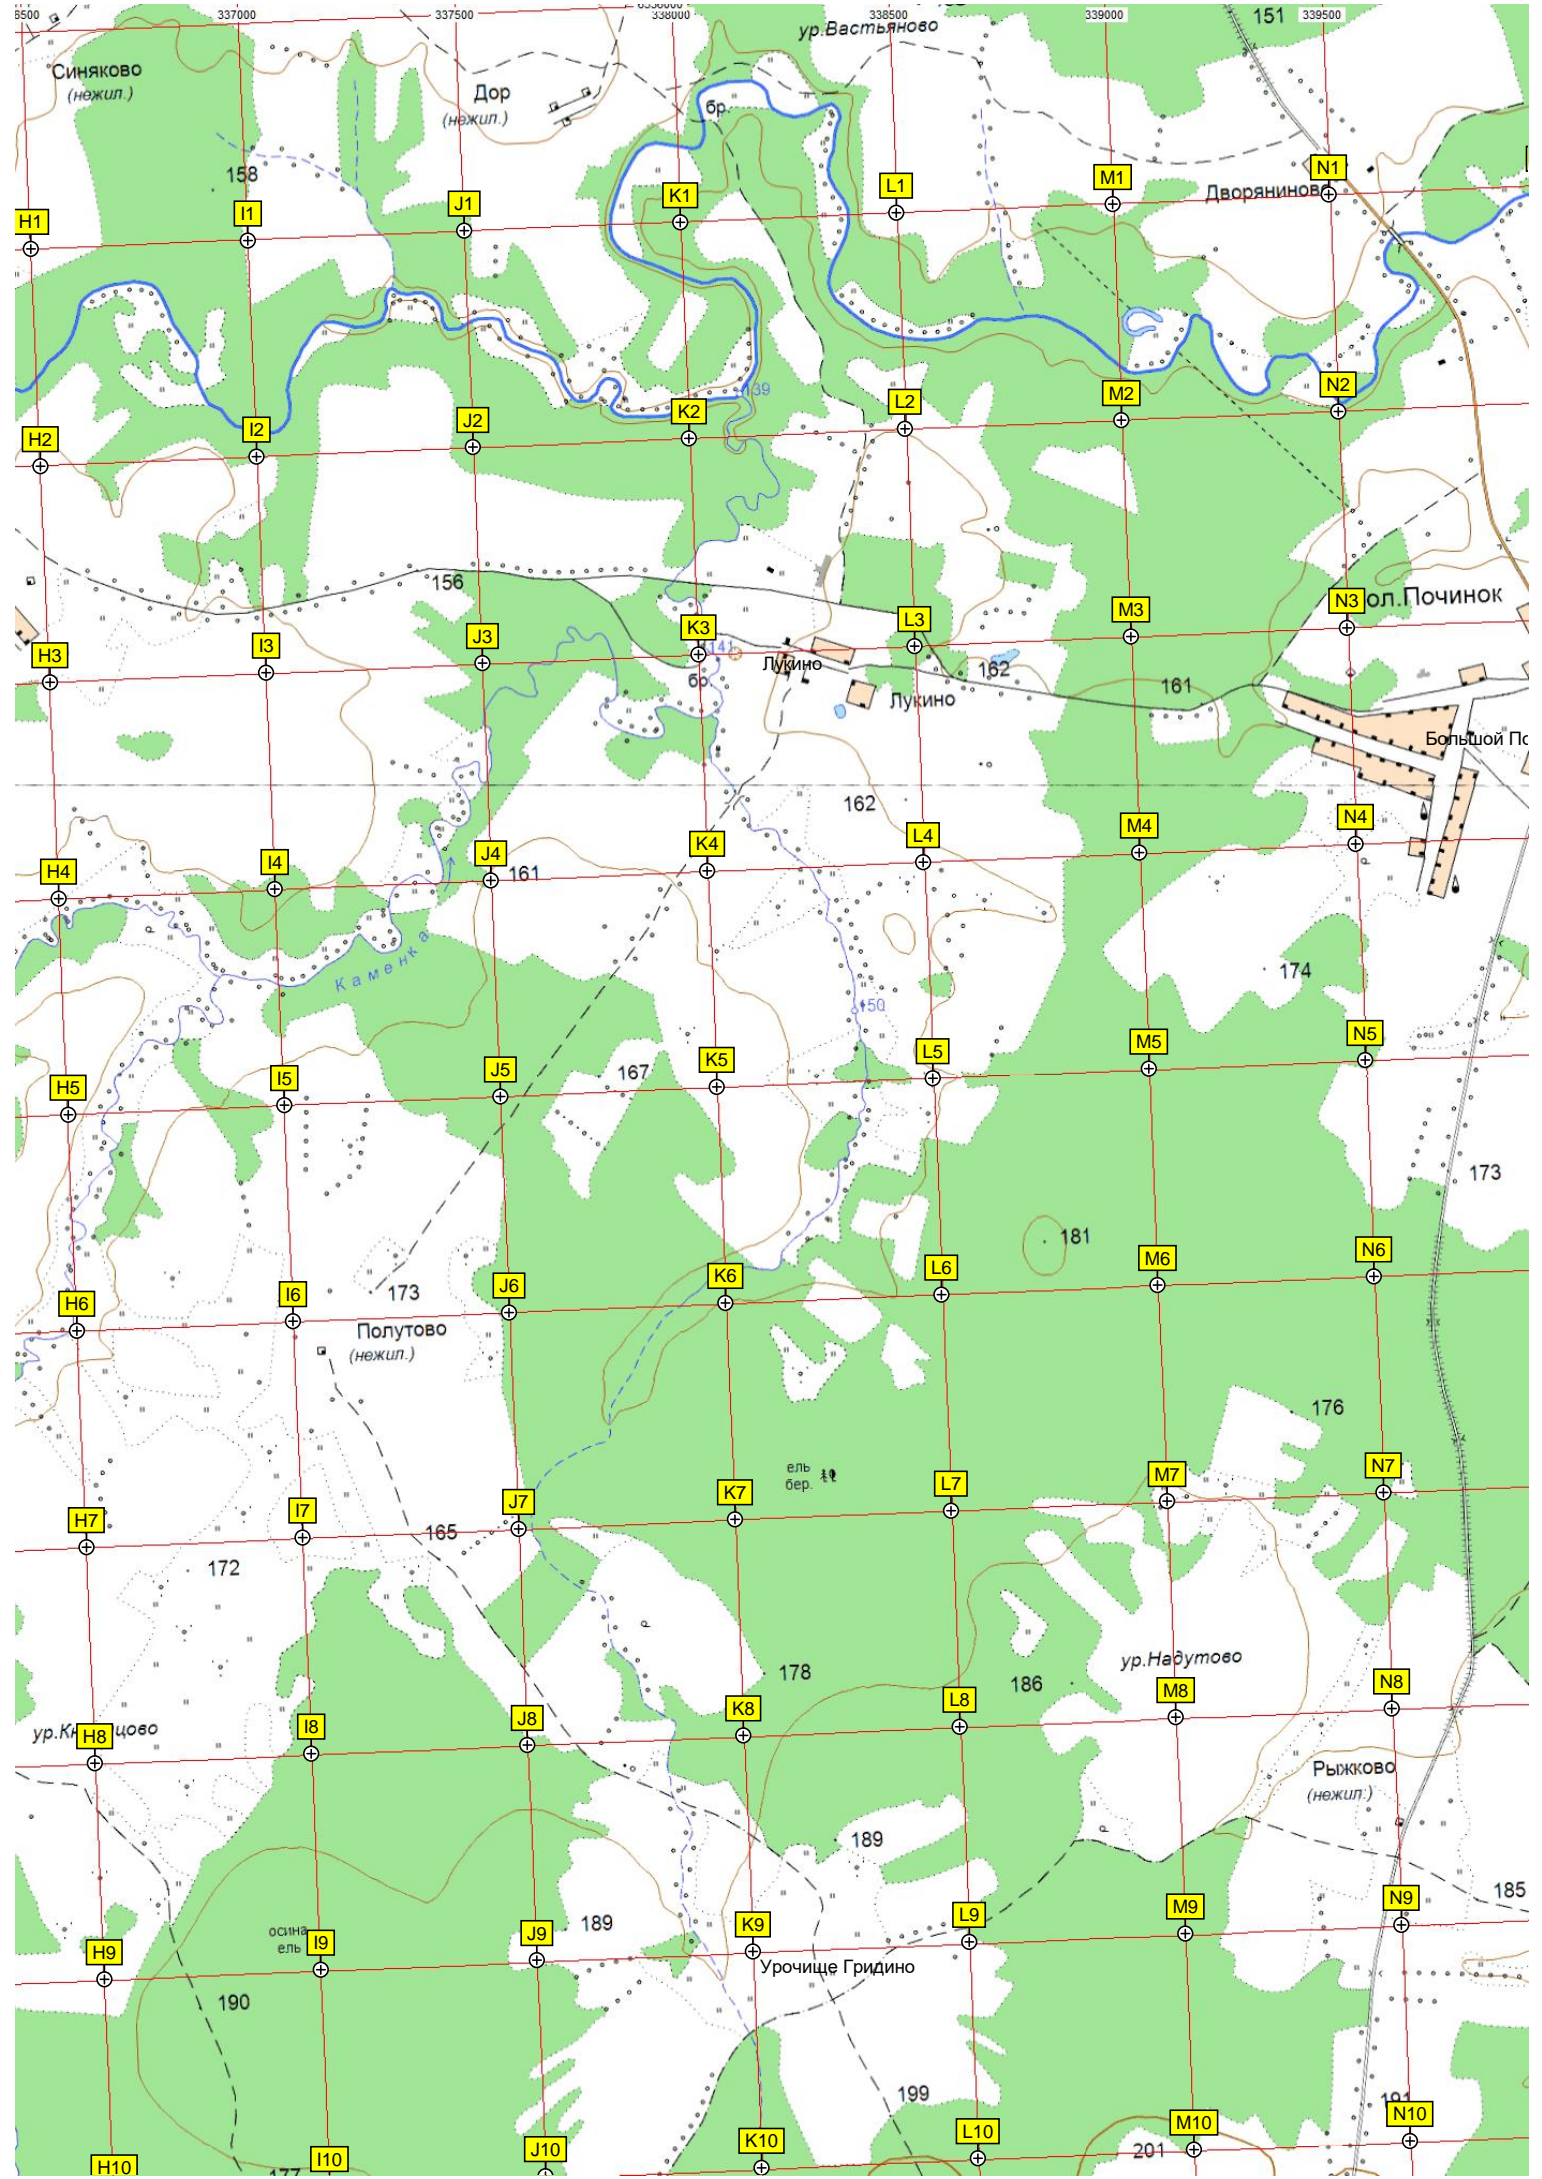 337000
337500
338000
338500
339000
339500
151
ур.Вастьяново
Синяково
(нежил.)
Дор
(нежил.)
бр.
158
H1
I1
J1
K1
L1
M1
N1
139
H2
I2
J2
K2
L2
M2
N2
156
H3
I3
J3
K3
L3
M3
N3
ол.Починок
141
Лукино
бр.
Лукино
162
161
Большой По
162
H4
I4
J4
K4
L4
M4
N4
161
Каменка
174
150
H5
I5
J5
K5
L5
M5
N5
167
173
181
H6
I6
J6
K6
L6
M6
N6
173
Полутово
(нежил.)
176
ель
бер.
H7
I7
J7
K7
L7
M7
N7
165
172
178
186
ур.Надутово
H8
I8
J8
K8
L8
M8
N8
Рыжково
(нежил.)
189
185
H9
I9
J9
K9
L9
M9
N9
осина
ель
189
Урочище Гридино
190
199
191
201
177
H10
I10
J10
K10
L10
M10
N10